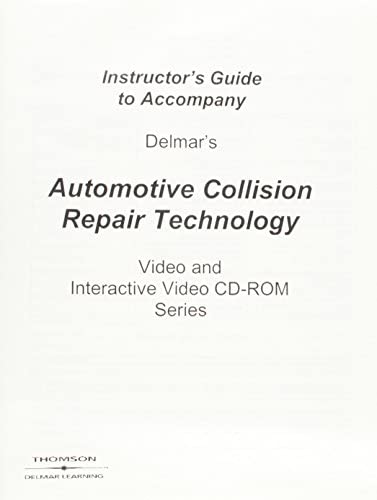 Instructor's Guide
to Accompany
Delmar's
Automotive Collision
Repair Technology
Video and
Interactive Video CD-ROM
Series
THOMSON
DELMAR LEARNING